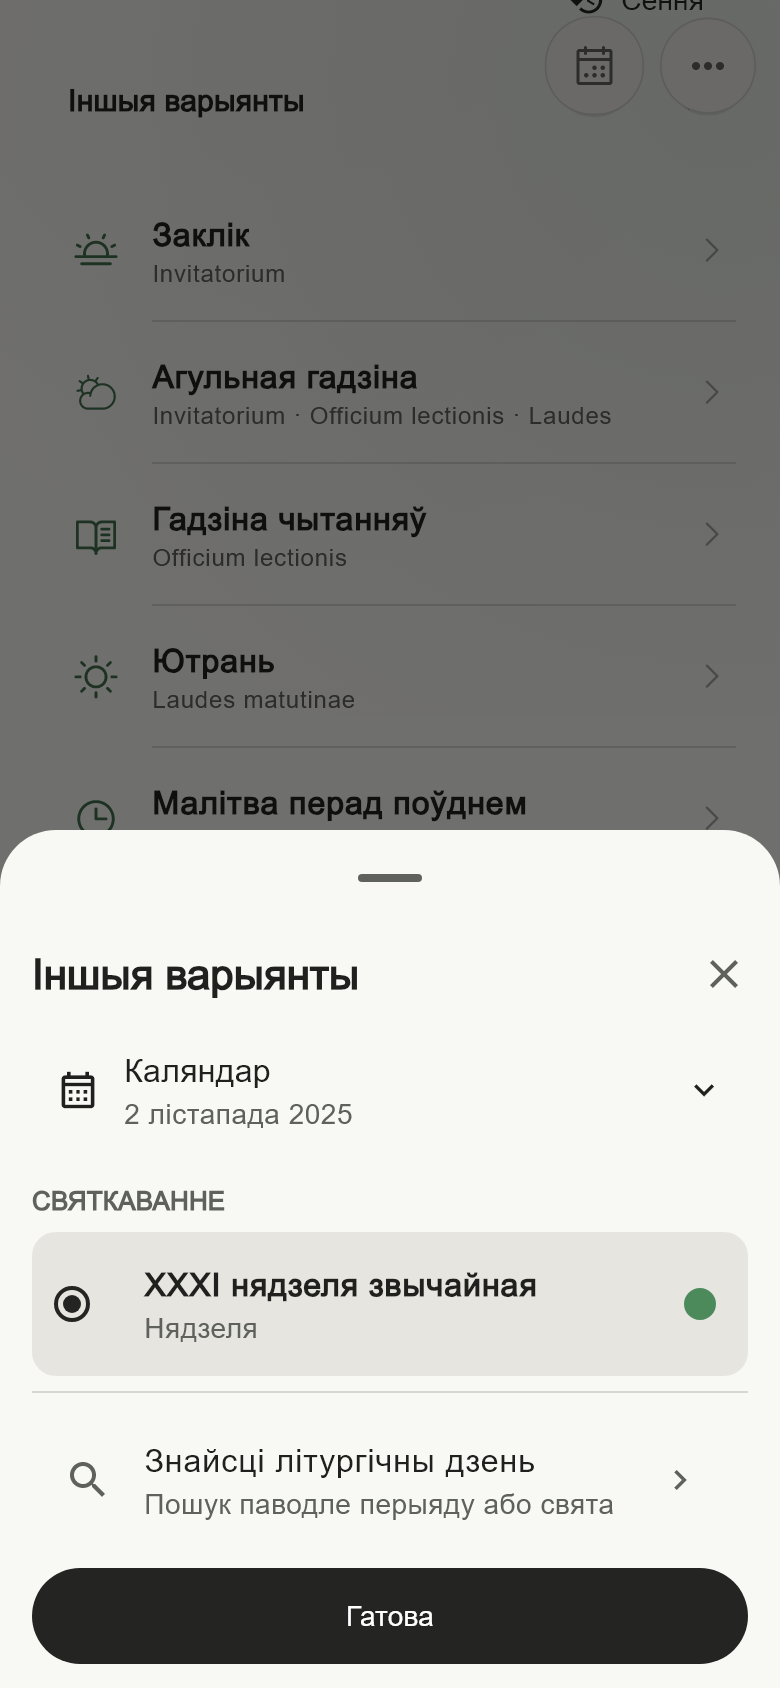 Сення
Іншыя варыянты
Заклік
Invitatorium
Агульная гадзіна
Invitatorium · Officium lectionis · Laudes
Гадзіна чытанняў
Officium lectionis
Ютрань
Laudes matutinae
Малітва перад поўднем
Іншыя варыянты
Каляндар
2 лістапада 2025
СВЯТКАВАННЕ
XXXI нядзеля звычайная
Нядзеля
Знайсці літургічны дзень
Пошук паводле перыяду або свята
Гатова